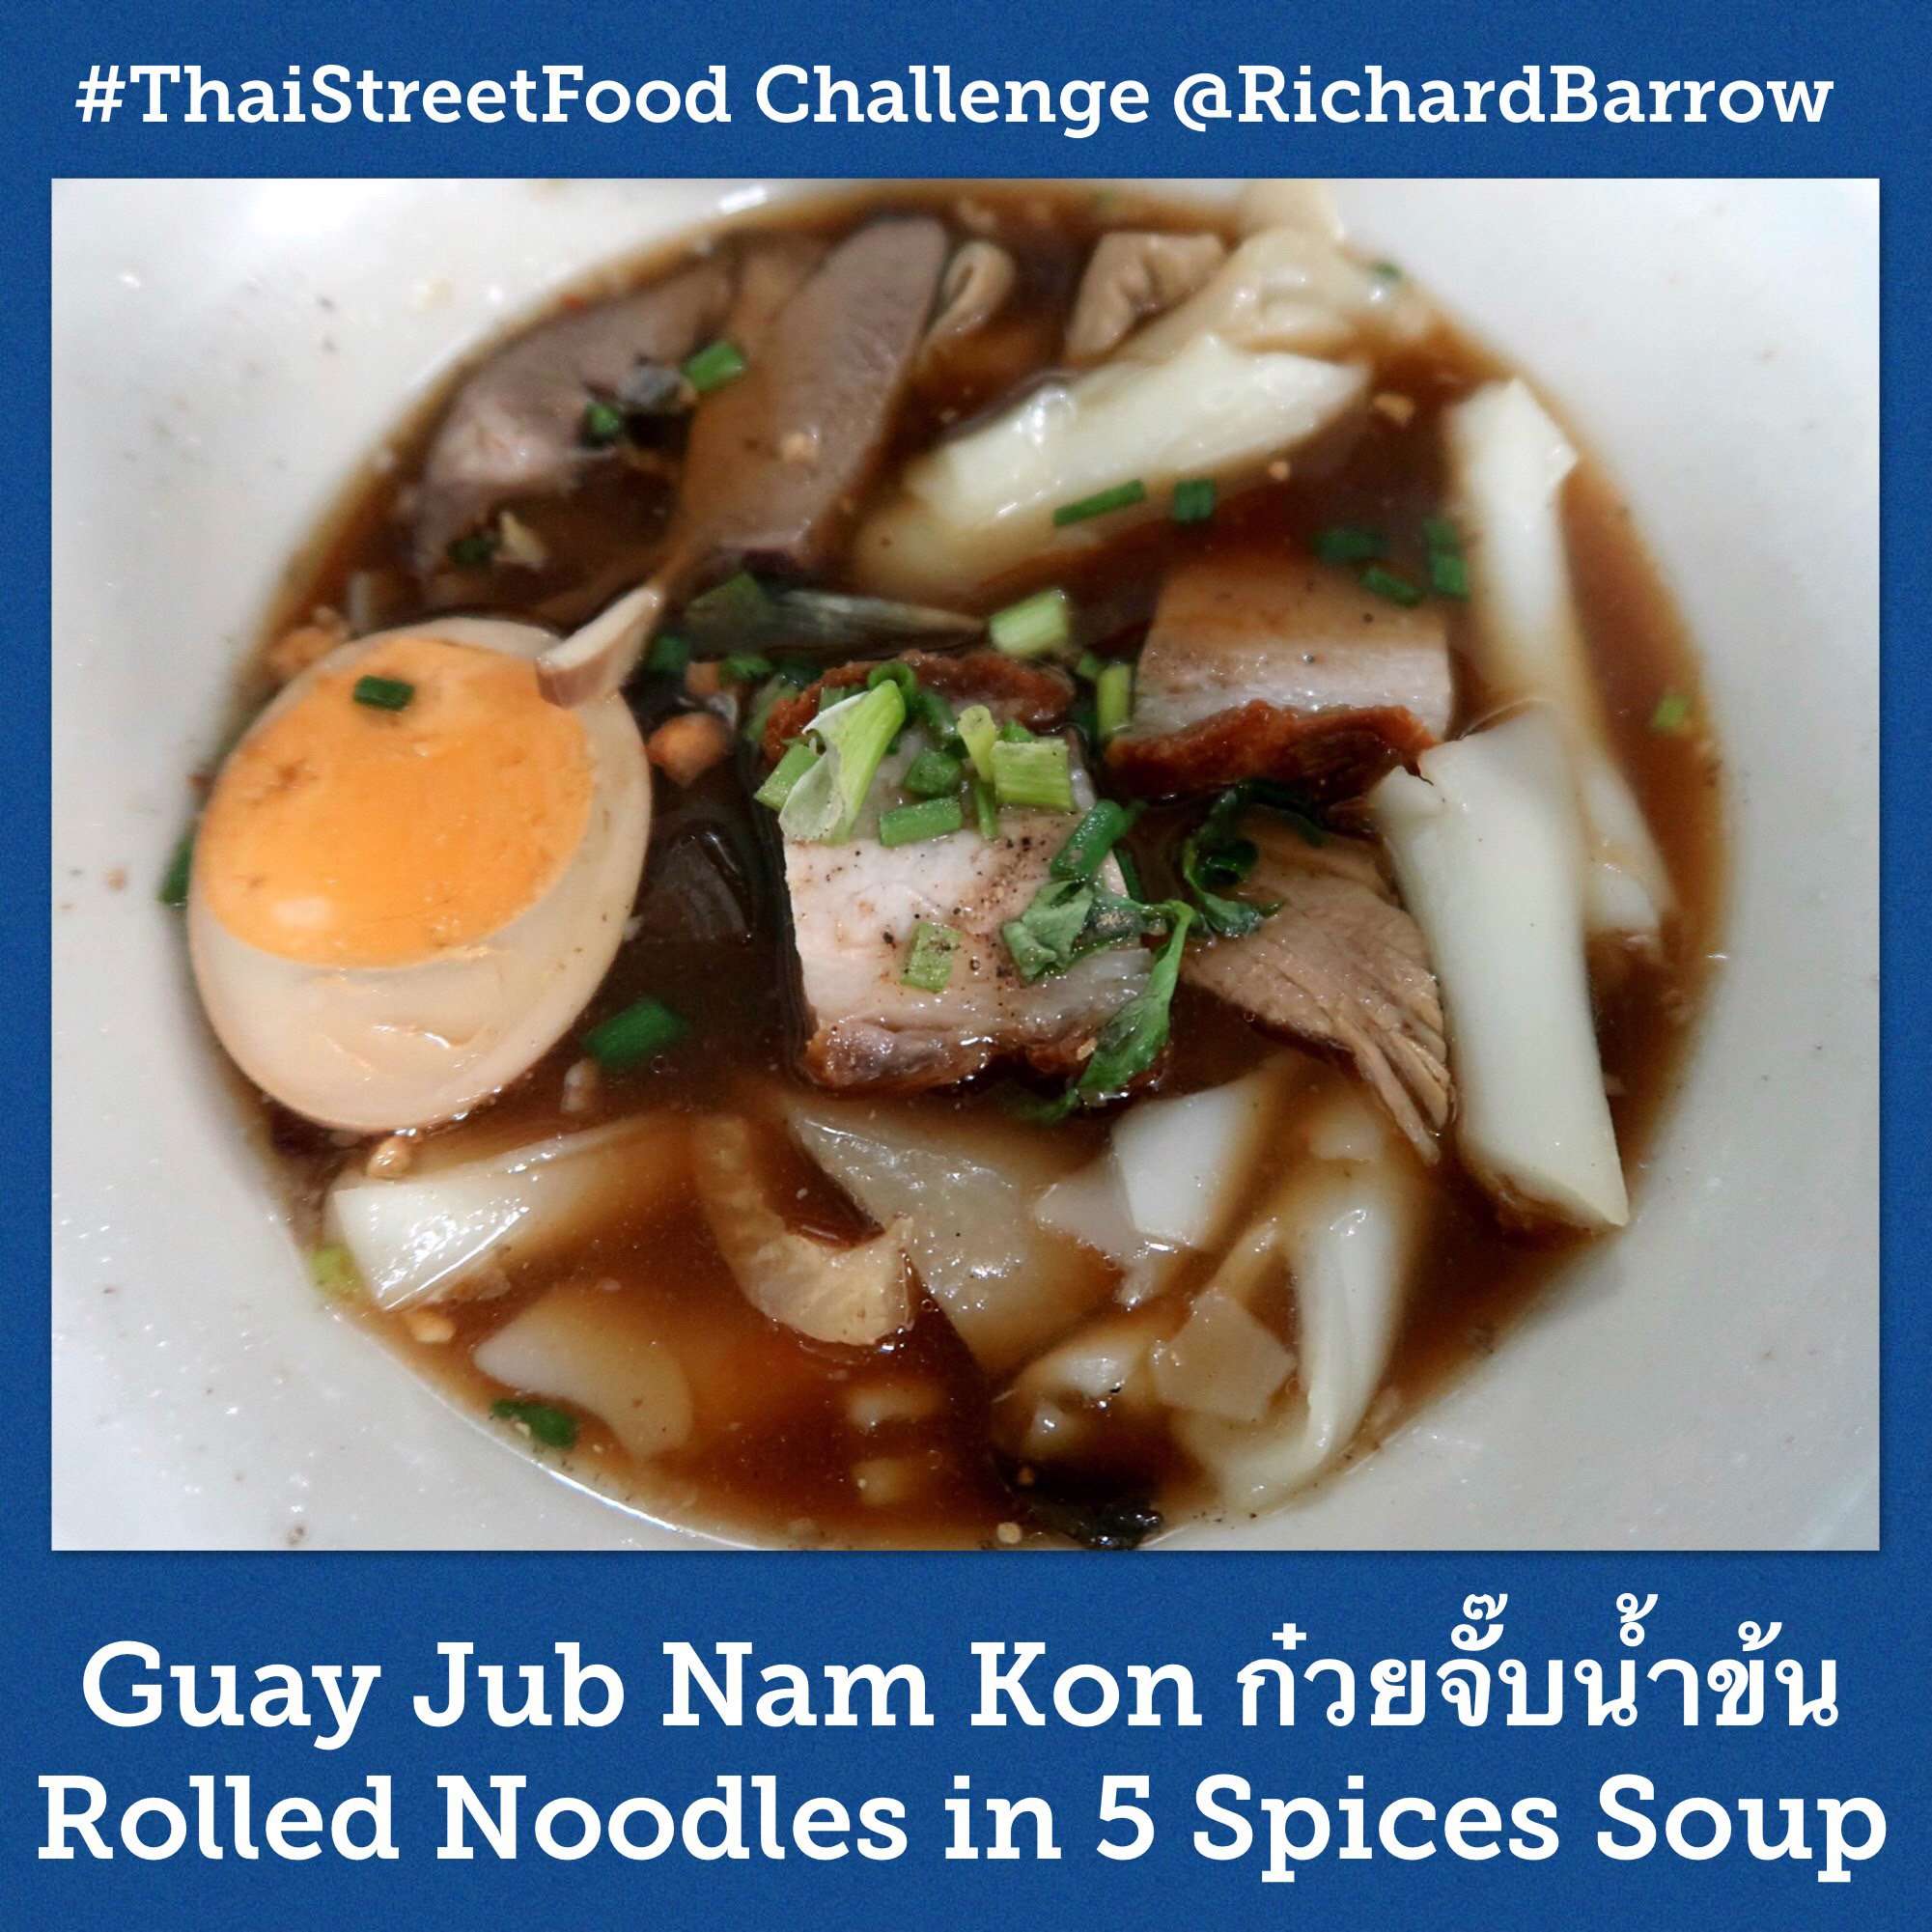 #ThaiStreetFood Challenge @RichardBarrow
Guay Jub Nam Kon ก๋วยจั๊บน้ำข้น
Rolled Noodles in 5 Spices Soup